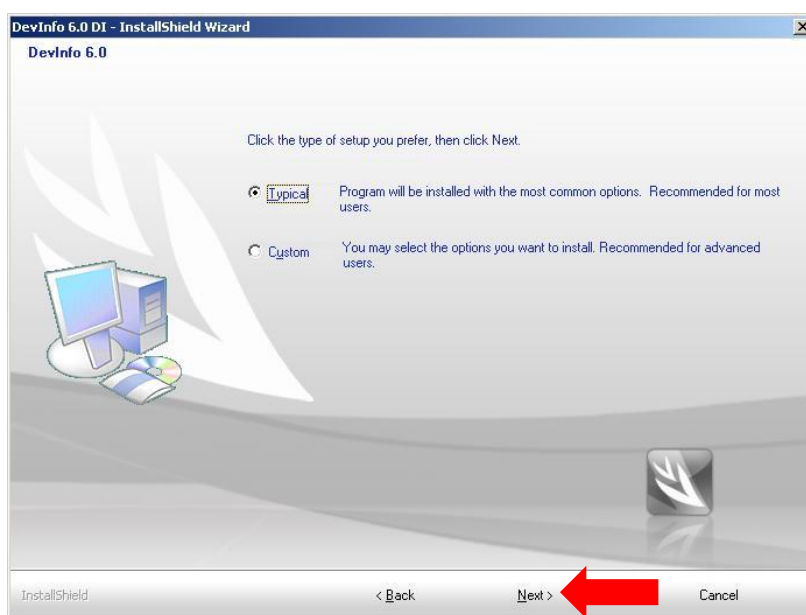 DevInfo 6.0 DI - InstallShield Wizard
DevInfo 6.0
Click the type of setup you prefer, then click Next.
Typical
Program will be installed with the most common options. Recommended for most
users.
Custom
You may select the options you want to install. Recommended for advanced
users.
InstallShield
< Back
Next >
Cancel